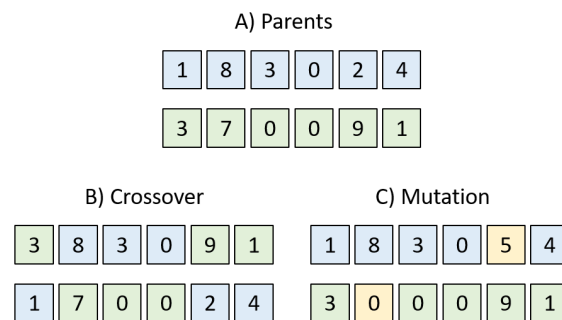 A) Parents
1 8 3 0 2 4
3 7 0 0 9 1
B) Crossover
3 8 3 0 9 1
1 7 0 0 2 4
C) Mutation
1 8 3 0 5 4
3 0 0 0 9 1